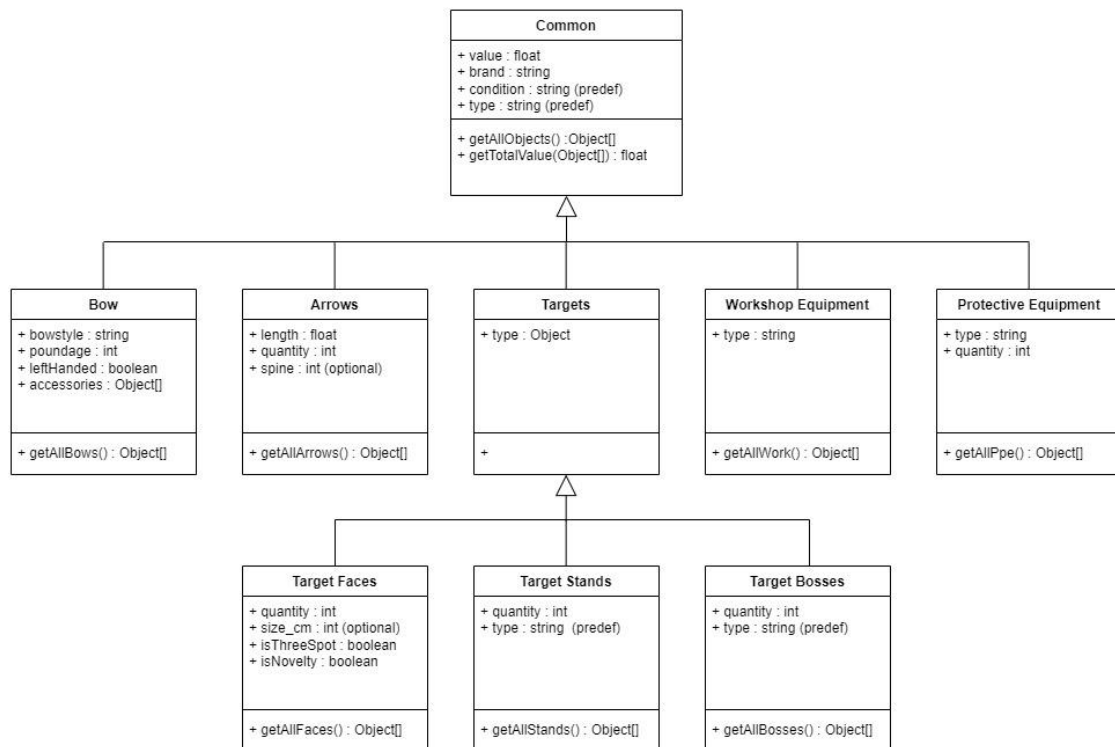 Common
+ value : float
+ brand : string
+ condition : string (predef)
+ type : string (predef)
+ getAllObjects() :Object[]
+ getTotalValue(Object[]) : float
Bow
+ bowstyle : string
+ poundage : int
+ leftHanded : boolean
+ accessories : Object[]
+ getAllBows() : Object[]
Arrows
+ length : float
+ quantity : int
+ spine : int (optional)
+ getAllArrows() : Object[]
Targets
+ type : Object
+
Workshop Equipment
+ type : string
+ getAllWork() : Object[]
Protective Equipment
+ type : string
+ quantity : int
+ getAllPpe() : Object[]
Target Faces
+ quantity : int
+ size_cm : int (optional)
+ isThreeSpot : boolean
+ isNovelty : boolean
+ getAllFaces() : Object[]
Target Stands
+ quantity : int
+ type : string (predef)
+ getAllStands() : Object[]
Target Bosses
+ quantity : int
+ type : string (predef)
+ getAllBosses() : Object[]